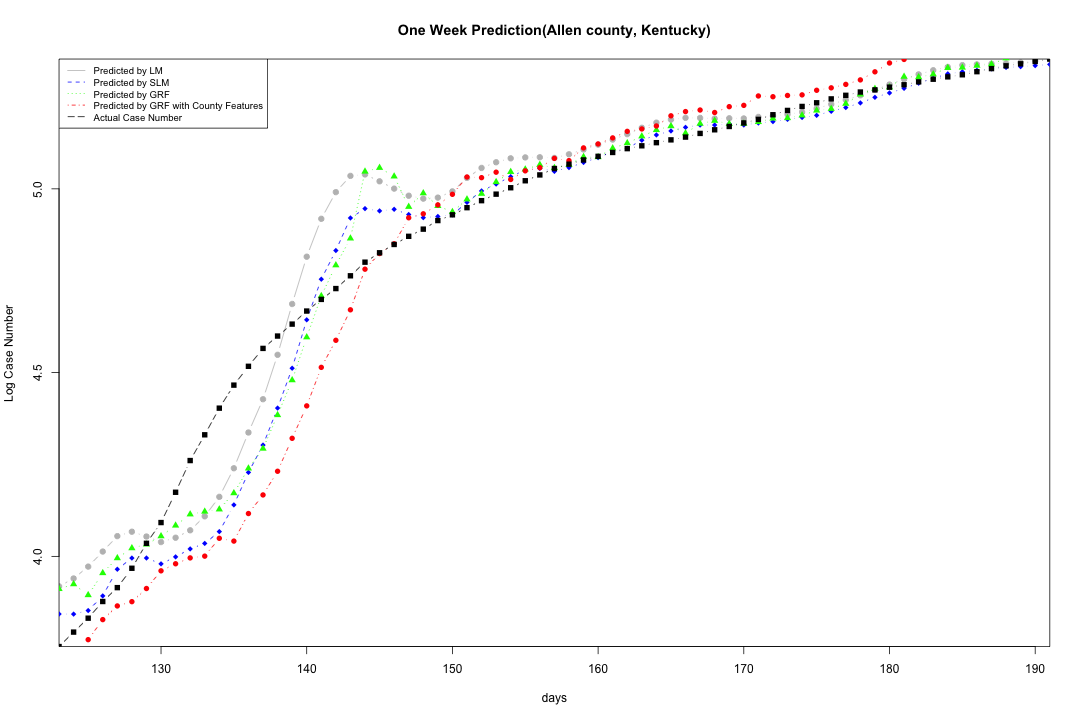 One Week Prediction(Allen county, Kentucky)
Predicted by LM
Predicted by SLM
Predicted by GRF
Predicted by GRF with County Features
Actual Case Number
Log Case Number
5.0
4.5
4.0
130 140 150 160 170 180 190
days